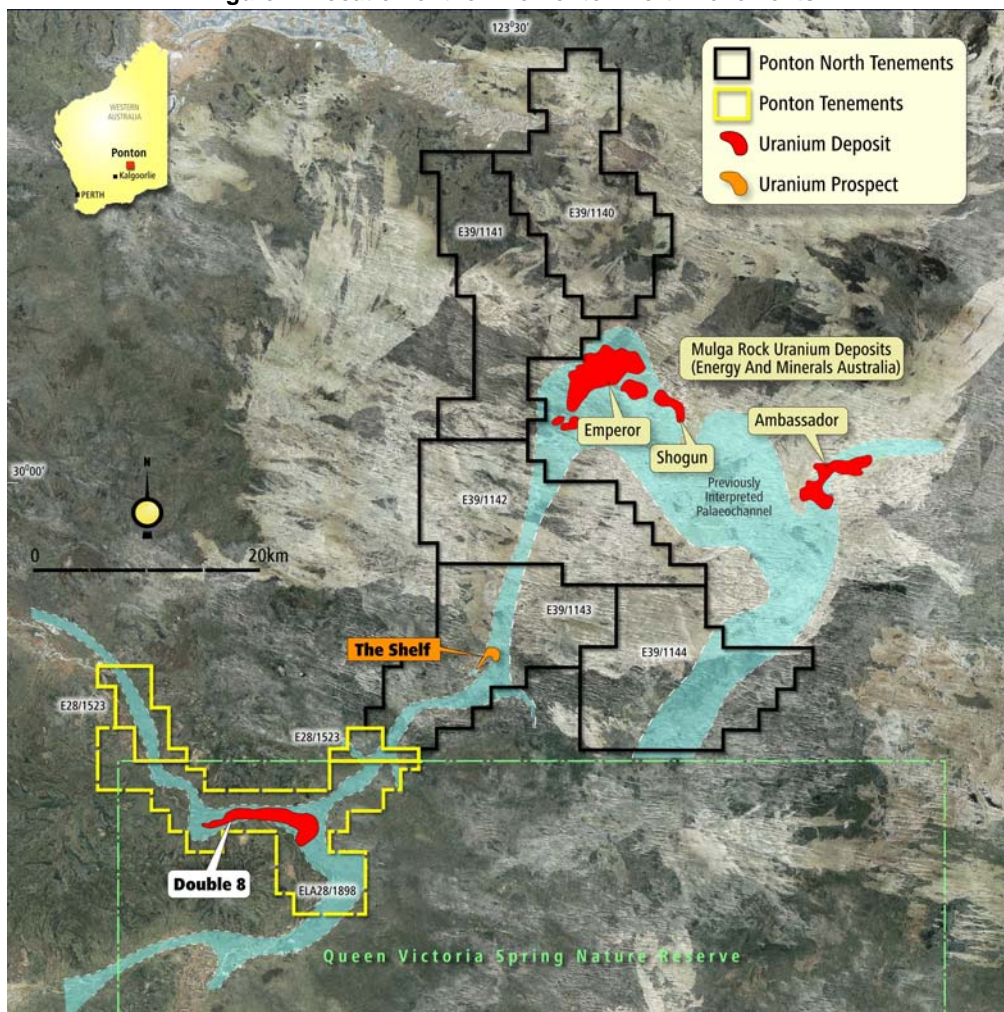 123°30'
WESTERN
AUSTRALIA
Ponton
Kalgoorlie
PERTH
Ponton North Tenements
Ponton Tenements
Uranium Deposit
Uranium Prospect
E39/1141
E39/1140
Mulga Rock Uranium Deposits
(Energy And Minerals Australia)
Emperor
Shogun
Ambassador
30°00'
N
Previously
Interpreted
Palaeochannel
E39/1142
0
20km
E39/1143
The Shelf
E39/1144
E28/1523
E28/1523
Double 8
ELA28/1898
Queen Victoria Spring Nature Reserve